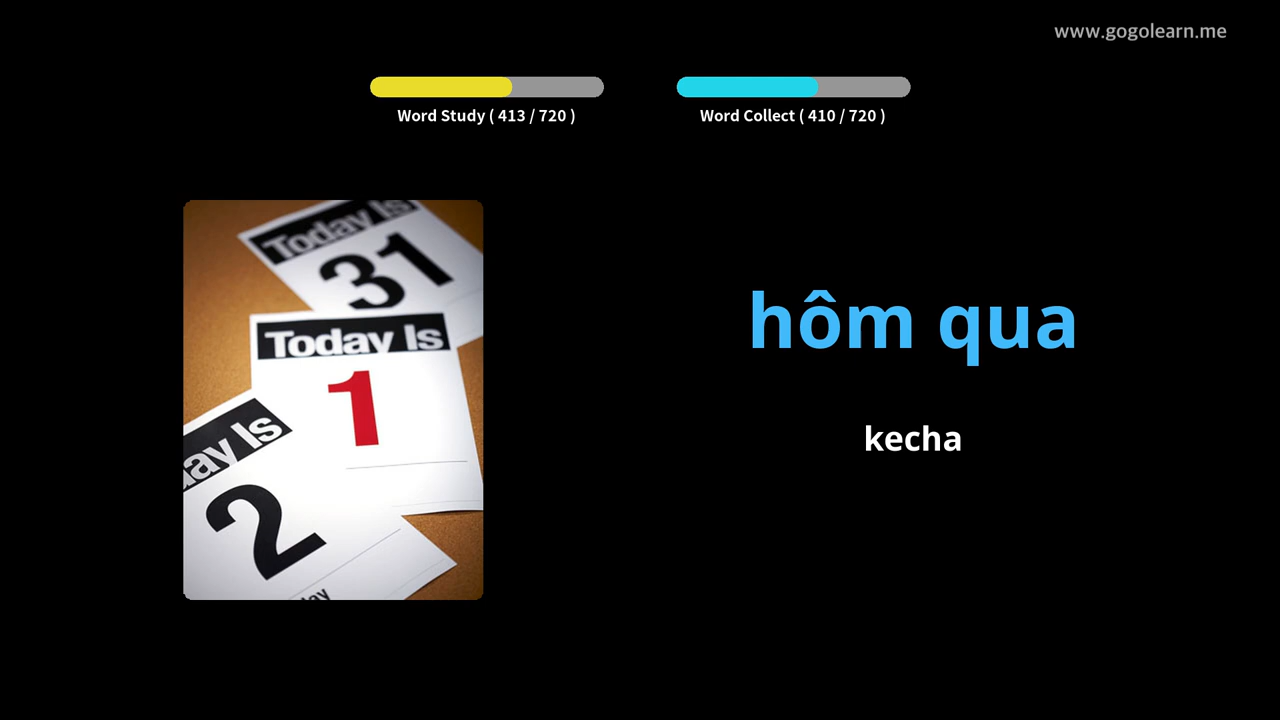 www.gogolearn.me
Word Study ( 413 / 720 )
Word Collect ( 410 / 720 )
Today Is
31
Today Is
1
ay Is
2
hôm qua
kecha